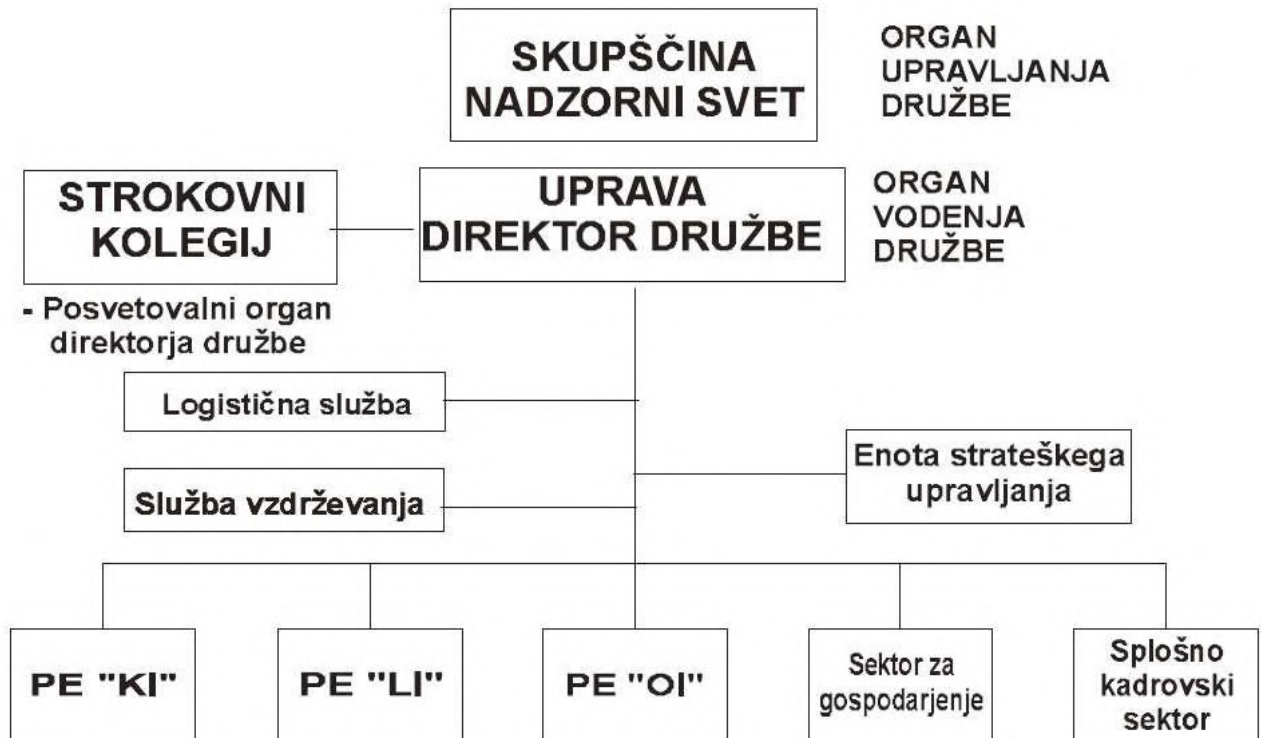 SKUPŠČINA
NADZORNI SVET
ORGAN
UPRAVLJANJA
DRUŽBE
STROKOVNI
KOLEGIJ
UPRAVA
DIREKTOR DRUŽBE
ORGAN
VODENJA
DRUŽBE
- Posvetovalni organ
direktorja družbe
Logistična služba
Enota strateškega
upravljanja
Služba vzdrževanja
PE "KI"
PE "LI"
PE "OI"
Sektor za
gospodarjenje
Splošno
kadrovski
sektor